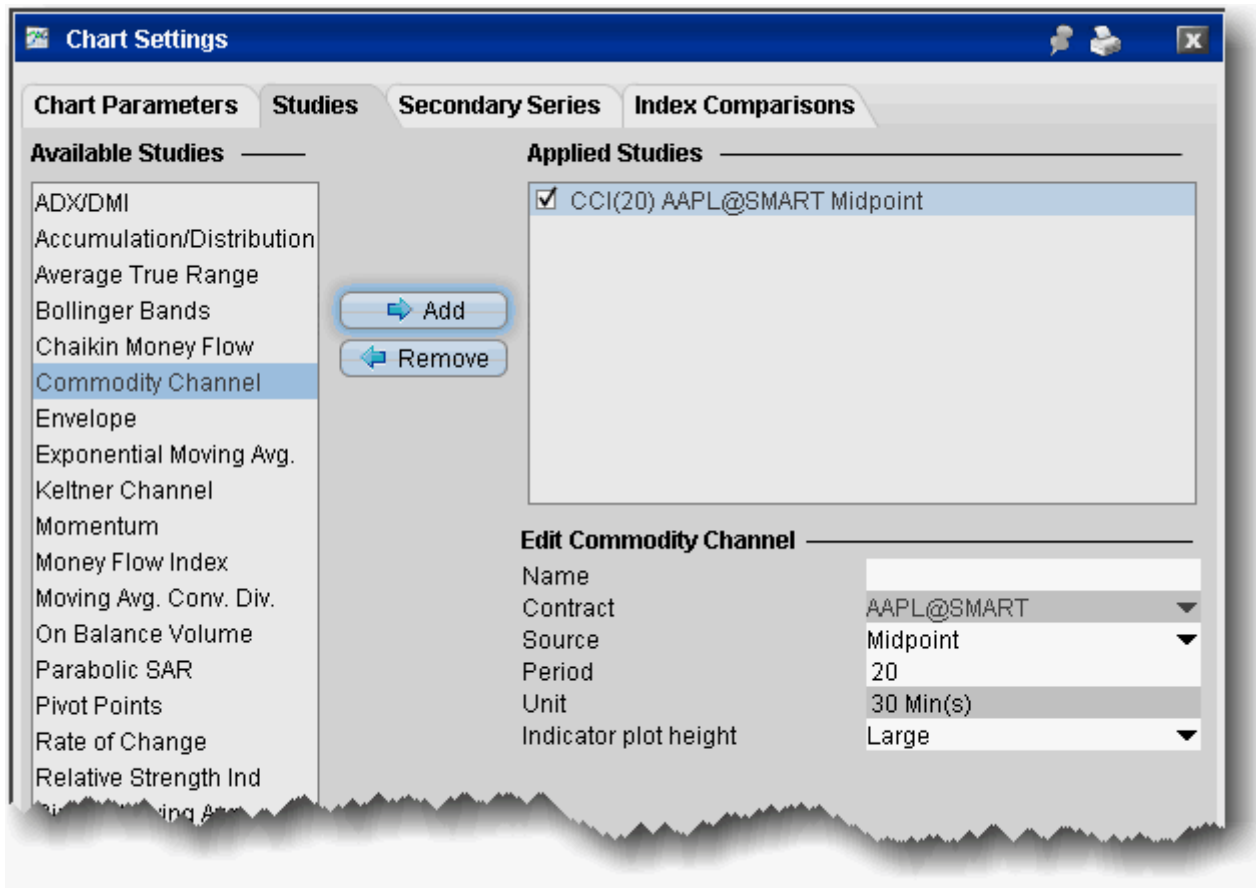 Chart Settings
Chart Parameters
Studies
Secondary Series
Index Comparisons
Available Studies
ADX/DMI
Accumulation/Distribution
Average True Range
Bollinger Bands
Chaikin Money Flow
Commodity Channel
Envelope
Exponential Moving Avg.
Keltner Channel
Momentum
Money Flow Index
Moving Avg. Conv. Div.
On Balance Volume
Parabolic SAR
Pivot Points
Rate of Change
Relative Strength Ind
Add
Remove
Applied Studies
CCI(20) AAPL@SMART Midpoint
Edit Commodity Channel
Name
Contract AAPL@SMART
Source Midpoint
Period 20
Unit 30 Min(s)
Indicator plot height Large